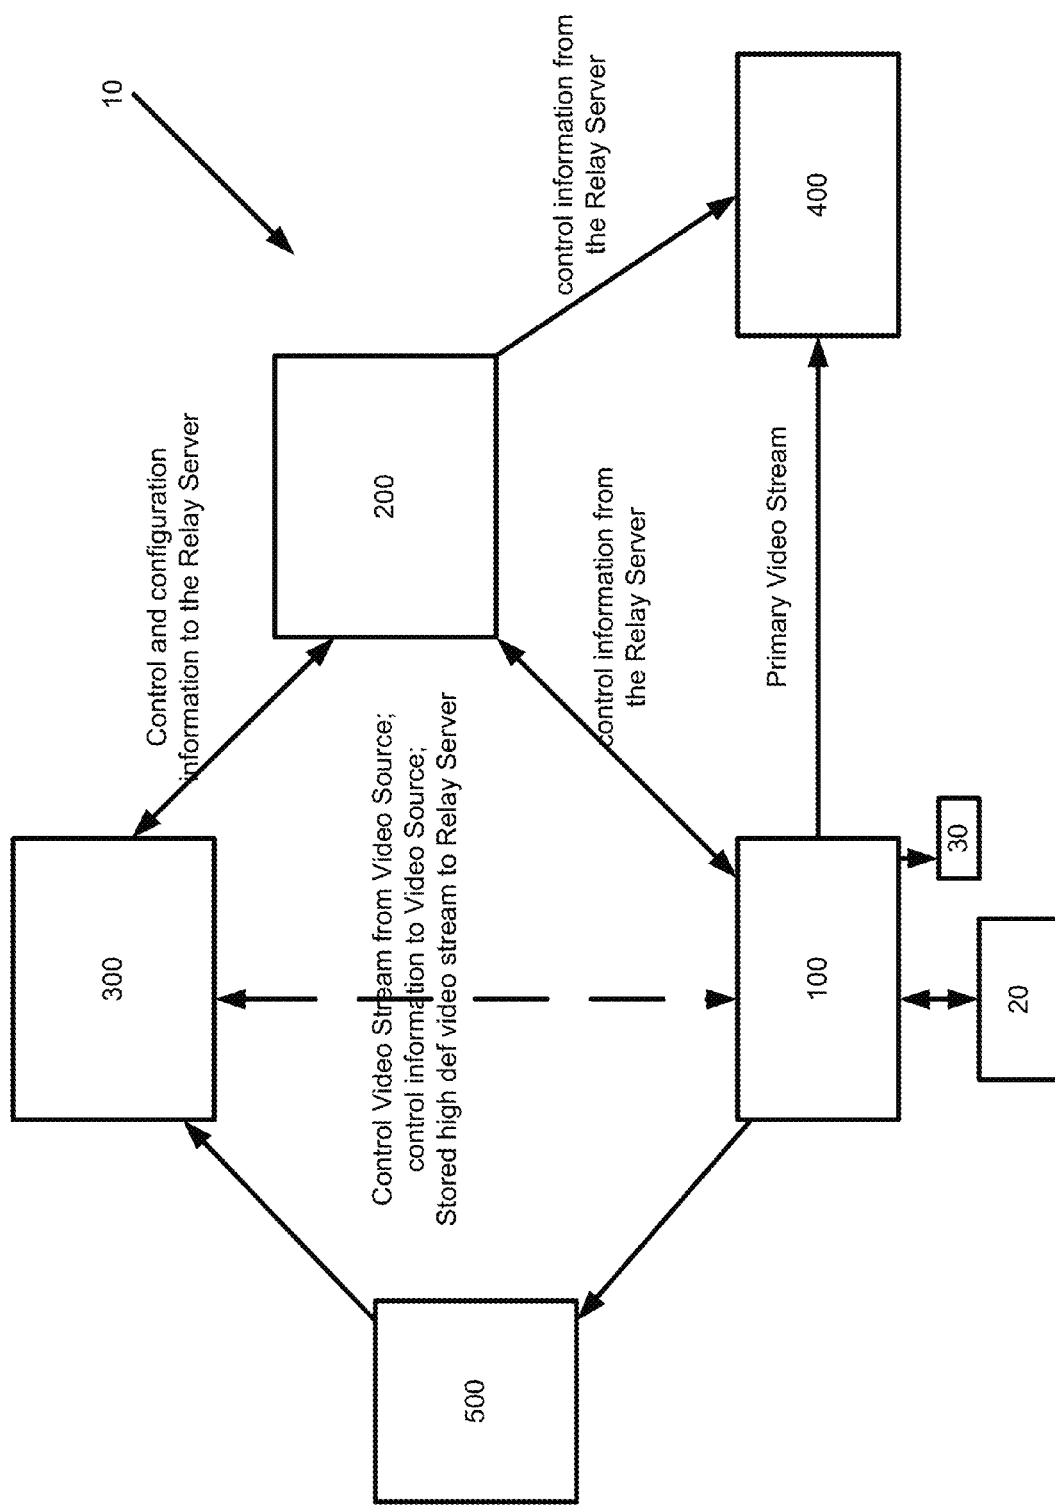 10
Control and configuration
information to the Relay Server
300
200
control information from
the Relay Server
Control Video Stream from Video Source;
control information to Video Source;
Stored high def video stream to Relay Server
500
control information from
the Relay Server
400
Primary Video Stream
100
30
20